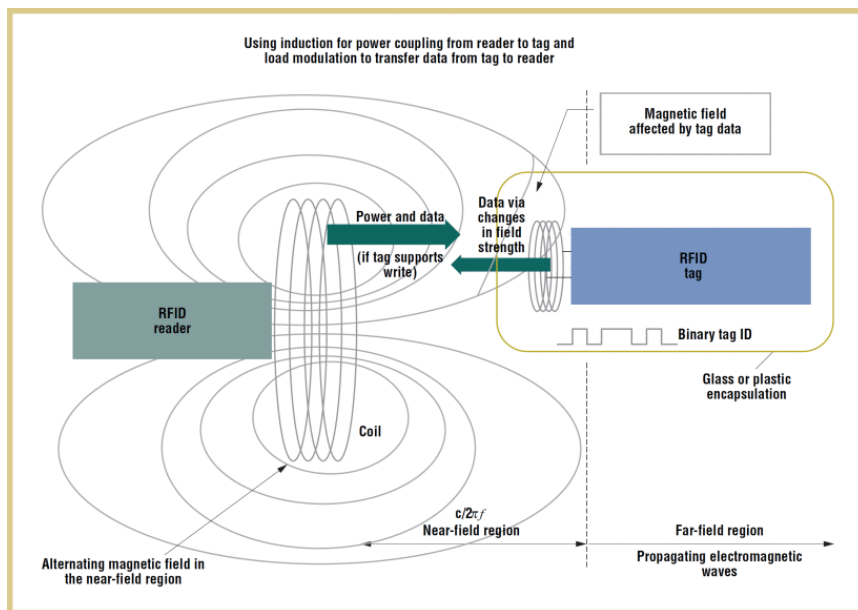 Using induction for power coupling from reader to tag and
load modulation to transfer data from tag to reader
Magnetic field
affected by tag data
Power and data
(if tag supports
write)
Data via
changes
in field
strength
RFID
reader
RFID
tag
Binary tag ID
Glass or plastic
encapsulation
Coil
c/2πf
Near-field region
Far-field region
Propagating electromagnetic
waves
Alternating magnetic field in
the near-field region